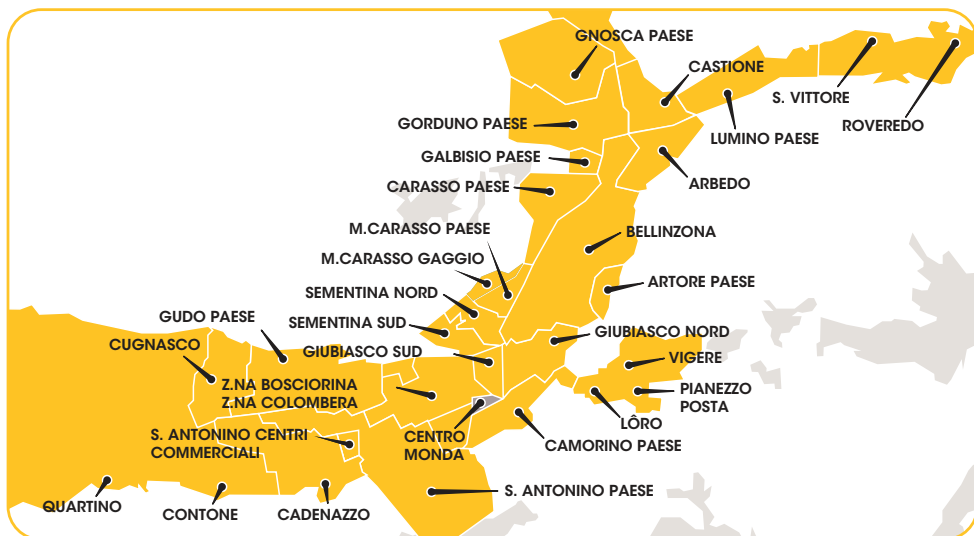 GNOSCA PAESE
CASTIONE
S. VITTORE
ROVEREDO
GORDUNO PAESE
LUMINO PAESE
GALBISIO PAESE
ARBEDO
CARASSO PAESE
M.CARASSO PAESE
BELLINZONA
M.CARASSO GAGGIO
ARTORE PAESE
SEMENTINA NORD
GUDO PAESE
SEMENTINA SUD
GIUBIASCO NORD
CUGNASCO
GIUBIASCO SUD
VIGERE
Z.NA BOSCIORINA
Z.NA COLOMBERA
PIANEZZO
POSTA
LÔRO
S. ANTONINO CENTRI
COMMERCIALI
CENTRO
MONDA
CAMORINO PAESE
S. ANTONINO PAESE
QUARTINO
CONTONE
CADENAZZO